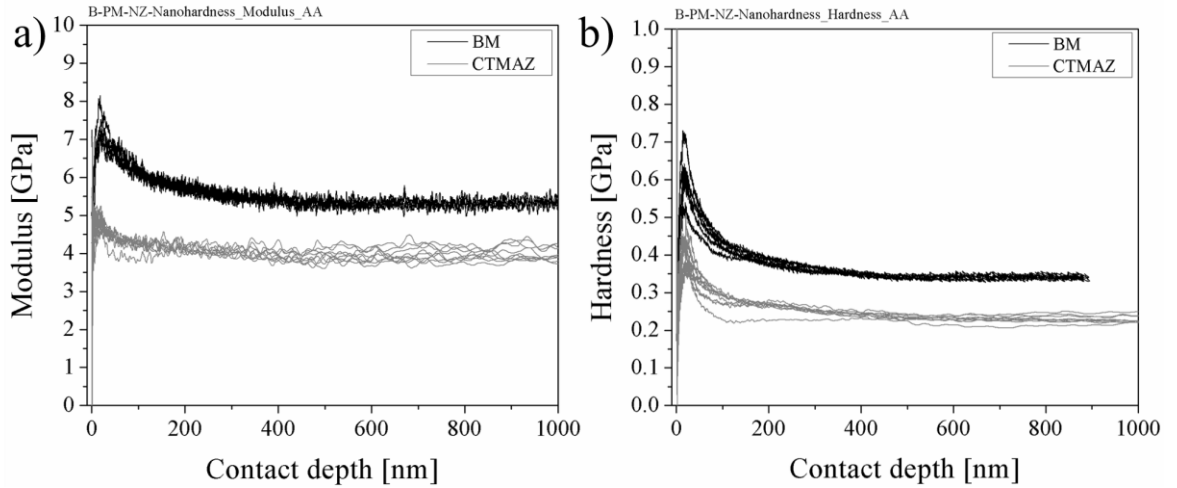 B-PM-NZ-Nanohardness_Modulus_AA
a)
10
9
8
7
6
5
4
3
2
1
0
Modulus [GPa]
BM
CTMAZ
0 200 400 600 800 1000
Contact depth [nm]
B-PM-NZ-Nanohardness_Hardness_AA
b)
1.0
0.9
0.8
0.7
0.6
0.5
0.4
0.3
0.2
0.1
0.0
Hardness [GPa]
BM
CTMAZ
0 200 400 600 800 1000
Contact depth [nm]